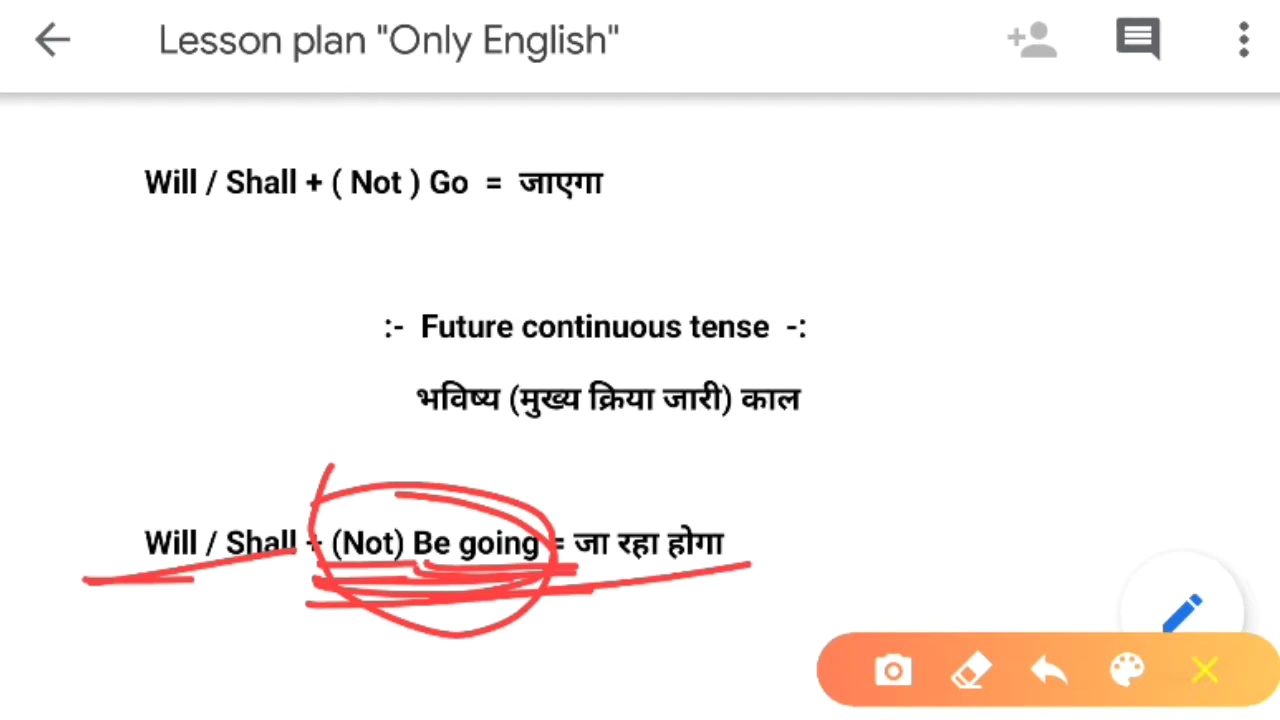 Lesson plan "Only English"
Will / Shall + ( Not ) Go = जाएगा
:- Future continuous tense -:
भविष्य (मुख्य क्रिया जारी) काल
Will / Shall + (Not) Be going = जा रहा होगा